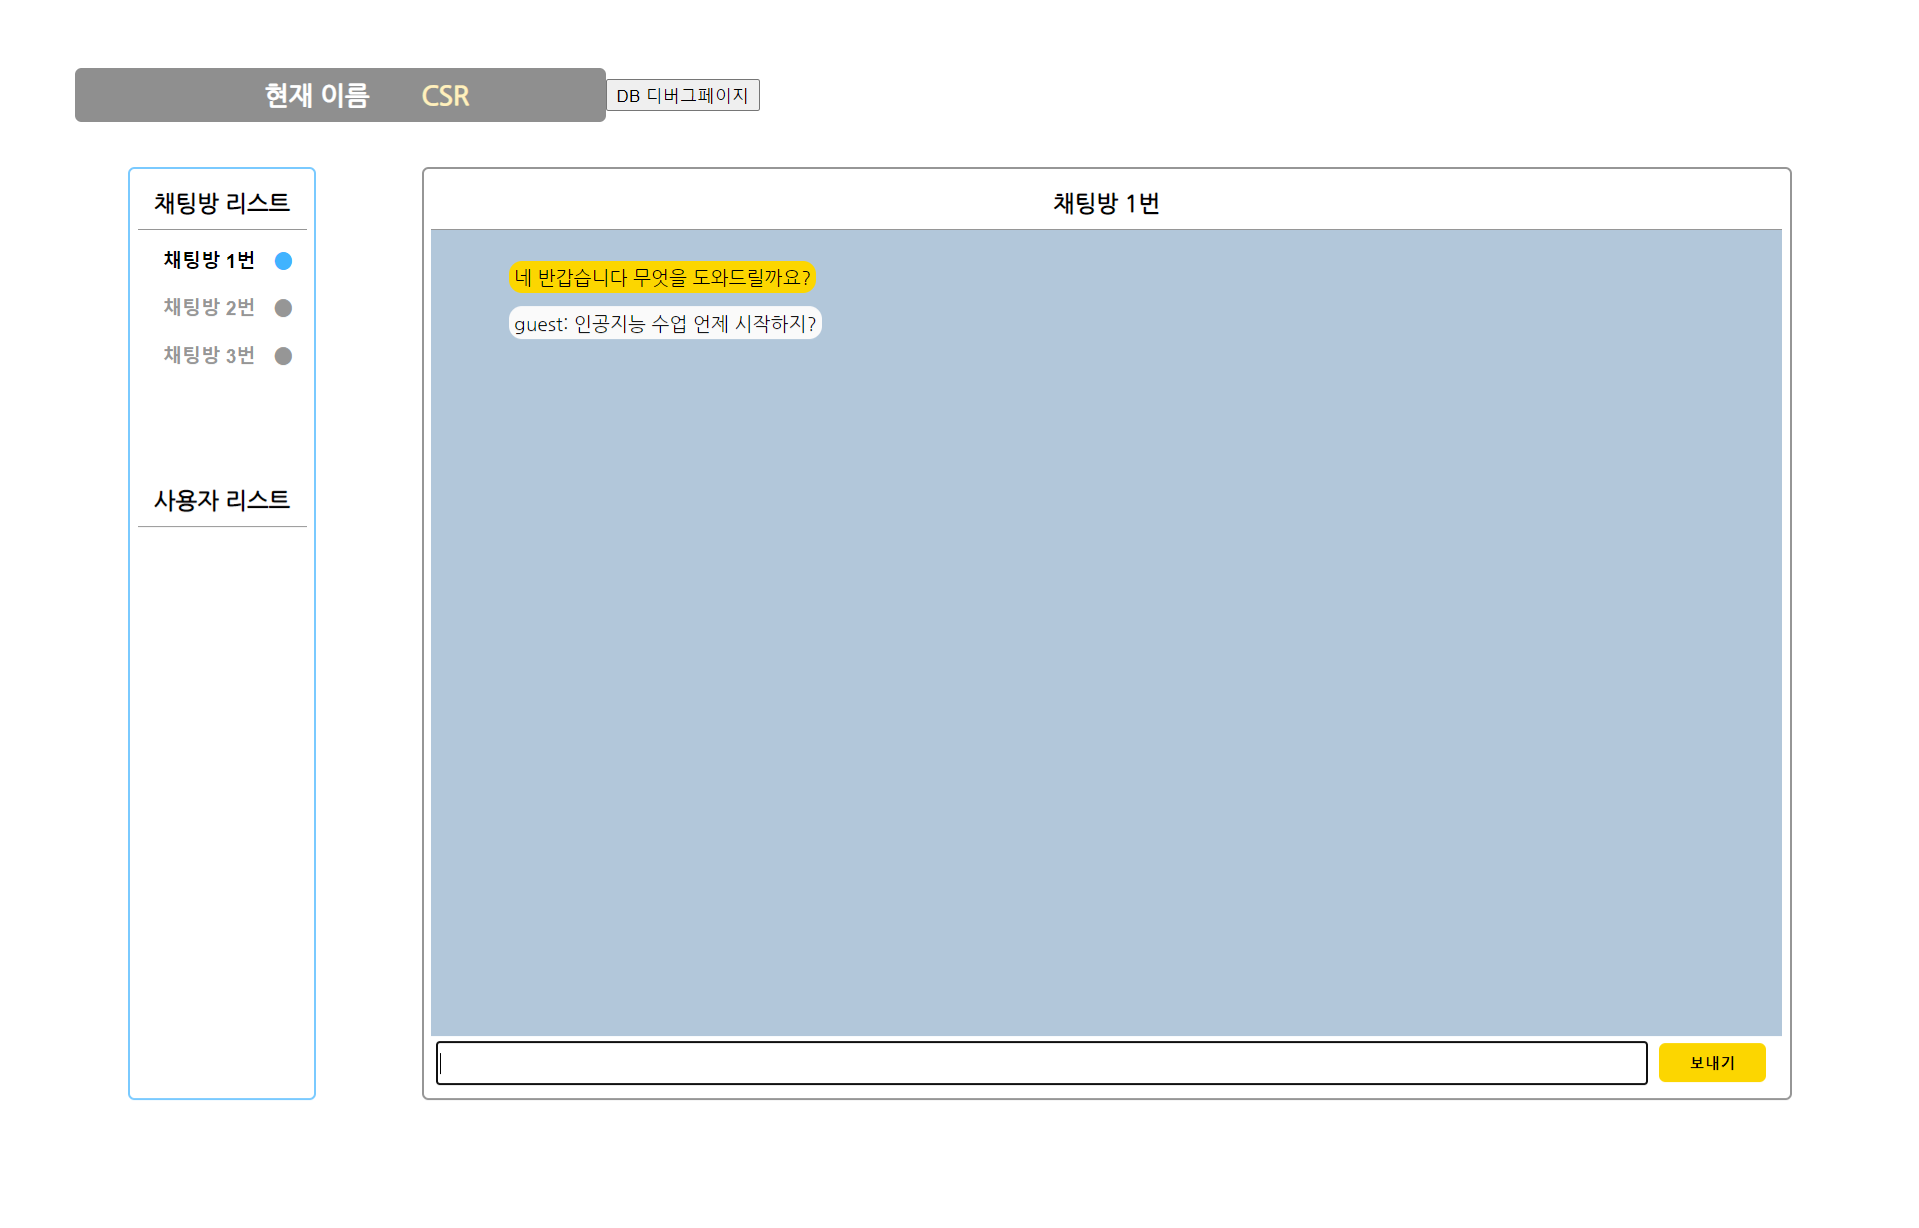 현재 이름 CSR DB 디버그페이지
채팅방 리스트
채팅방 1번
채팅방 2번
채팅방 3번
사용자 리스트
채팅방 1번
네 반갑습니다 무엇을 도와드릴까요?
guest: 인공지능 수업 언제 시작하지?
보내기